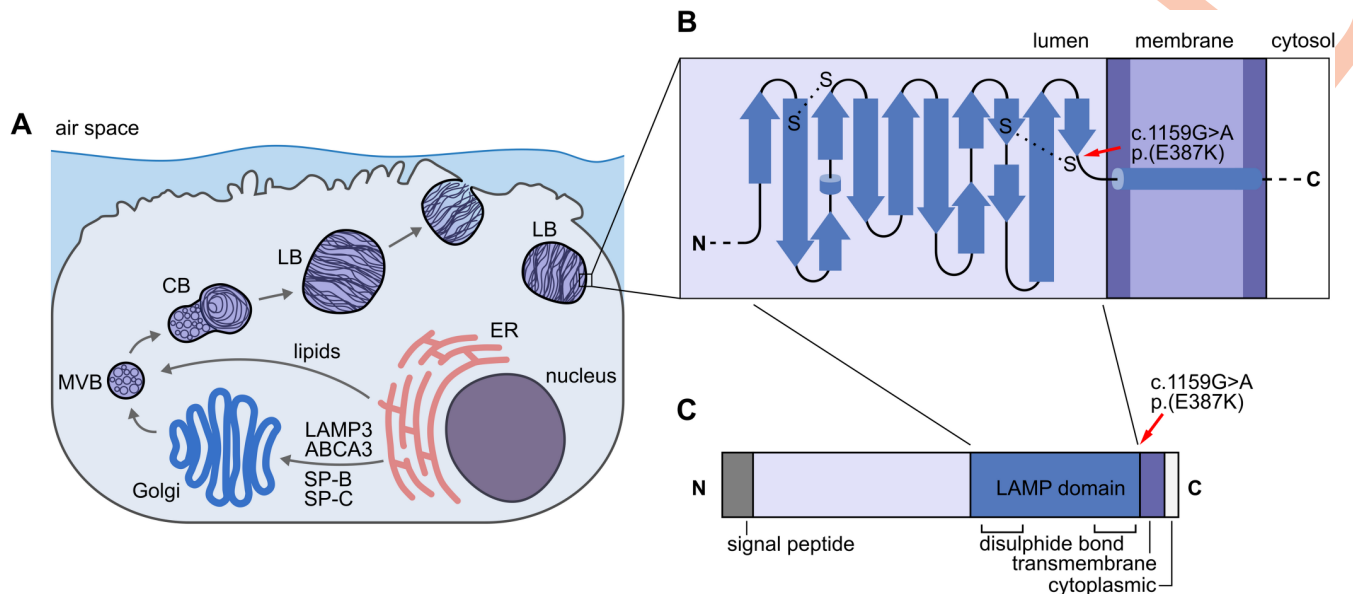 A
air space
LB
LB
CB
ER
lipids
nucleus
MVB
LAMP3
ABCA3
SP-B
SP-C
Golgi
B
lumen membrane cytosol
S
S
S
S
c.1159G>A
p.(E387K)
N
C
C
c.1159G>A
p.(E387K)
N
LAMP domain
C
signal peptide
disulphide bond
transmembrane
cytoplasmic